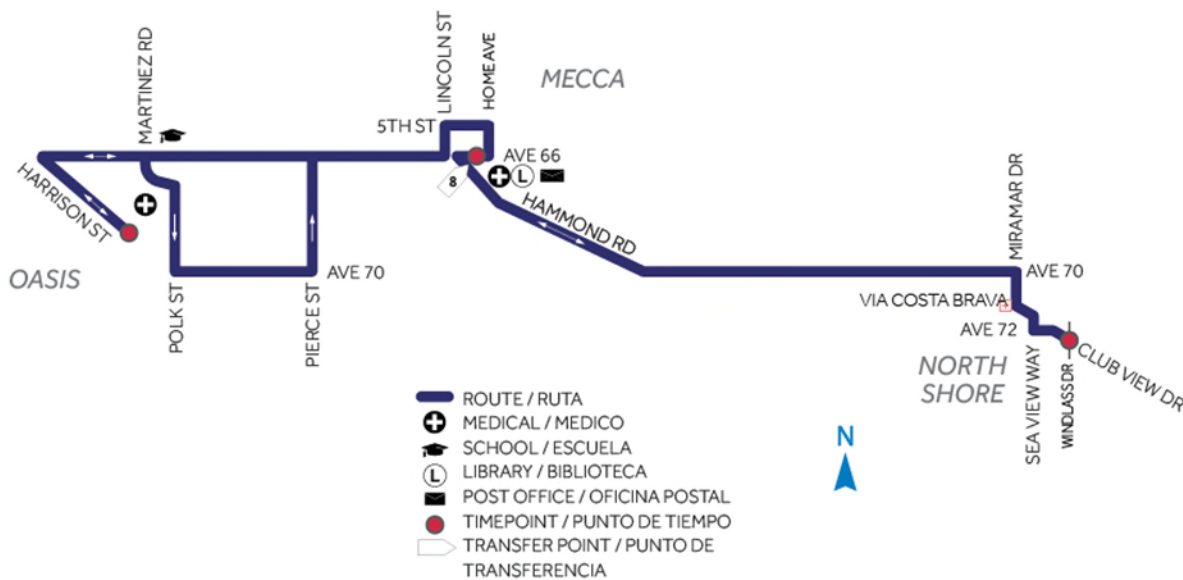 MARTINEZ RD
LINCOLN ST
HOME AVE
MECCA
5TH ST
AVE 66
8
L
HARRISON ST
HAMMOND RD
MIRAMAR DR
OASIS
POLK ST
AVE 70
PIERCE ST
AVE 70
VIA COSTA BRAVA
AVE 72
NORTH
SHORE
SEA VIEW WAY
WINDLASS DR
CLUB VIEW DR
ROUTE / RUTA
MEDICAL / MEDICO
SCHOOL / ESCUELA
L LIBRARY / BIBLIOTECA
POST OFFICE / OFICINA POSTAL
TIMEPOINT / PUNTO DE TIEMPO
TRANSFER POINT / PUNTO DE
TRANSFERENCIA
N